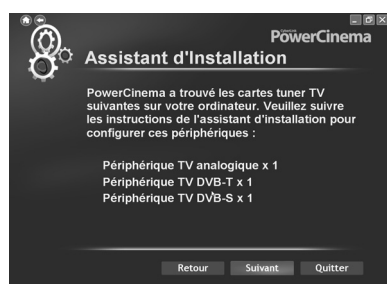 PowerCinema
Assistant d'Installation
PowerCinema a trouvé les cartes tuner TV
suivantes sur votre ordinateur. Veuillez suivre
les instructions de l'assistant d'installation pour
configurer ces périphériques :
Périphérique TV analogique x 1
Périphérique TV DVB-T x 1
Périphérique TV DVB-S x 1
Retour Suivant Quitter